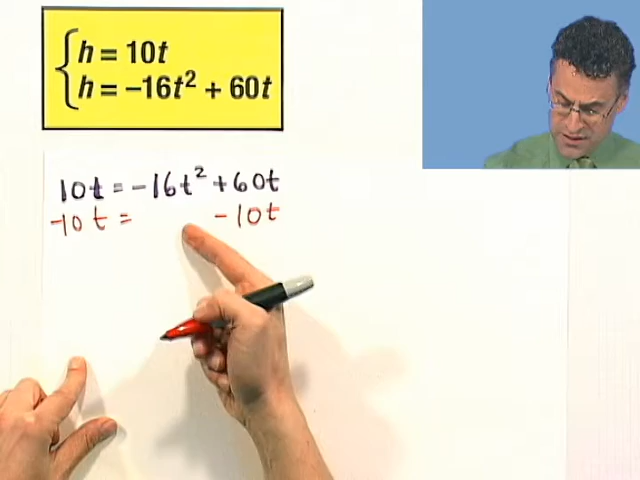 h = 10t
h = –16t² + 60t
10t = -16t² + 60t
-10t = -10t